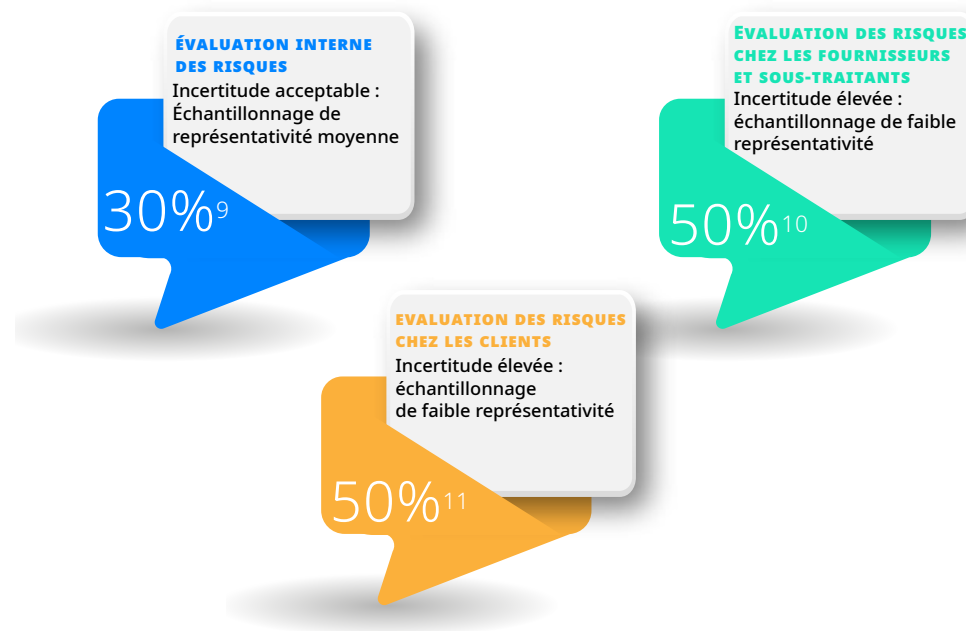 ÉVALUATION INTERNE
DES RISQUES
Incertitude acceptable :
Échantillonnage de
représentativité moyenne
30%9
EVALUATION DES RISQUES
CHEZ LES FOURNISSEURS
ET SOUS-TRAITANTS
Incertitude élevée :
échantillonnage de faible
représentativité
50%10
EVALUATION DES RISQUES
CHEZ LES CLIENTS
Incertitude élevée :
échantillonnage
de faible représentativité
50%11